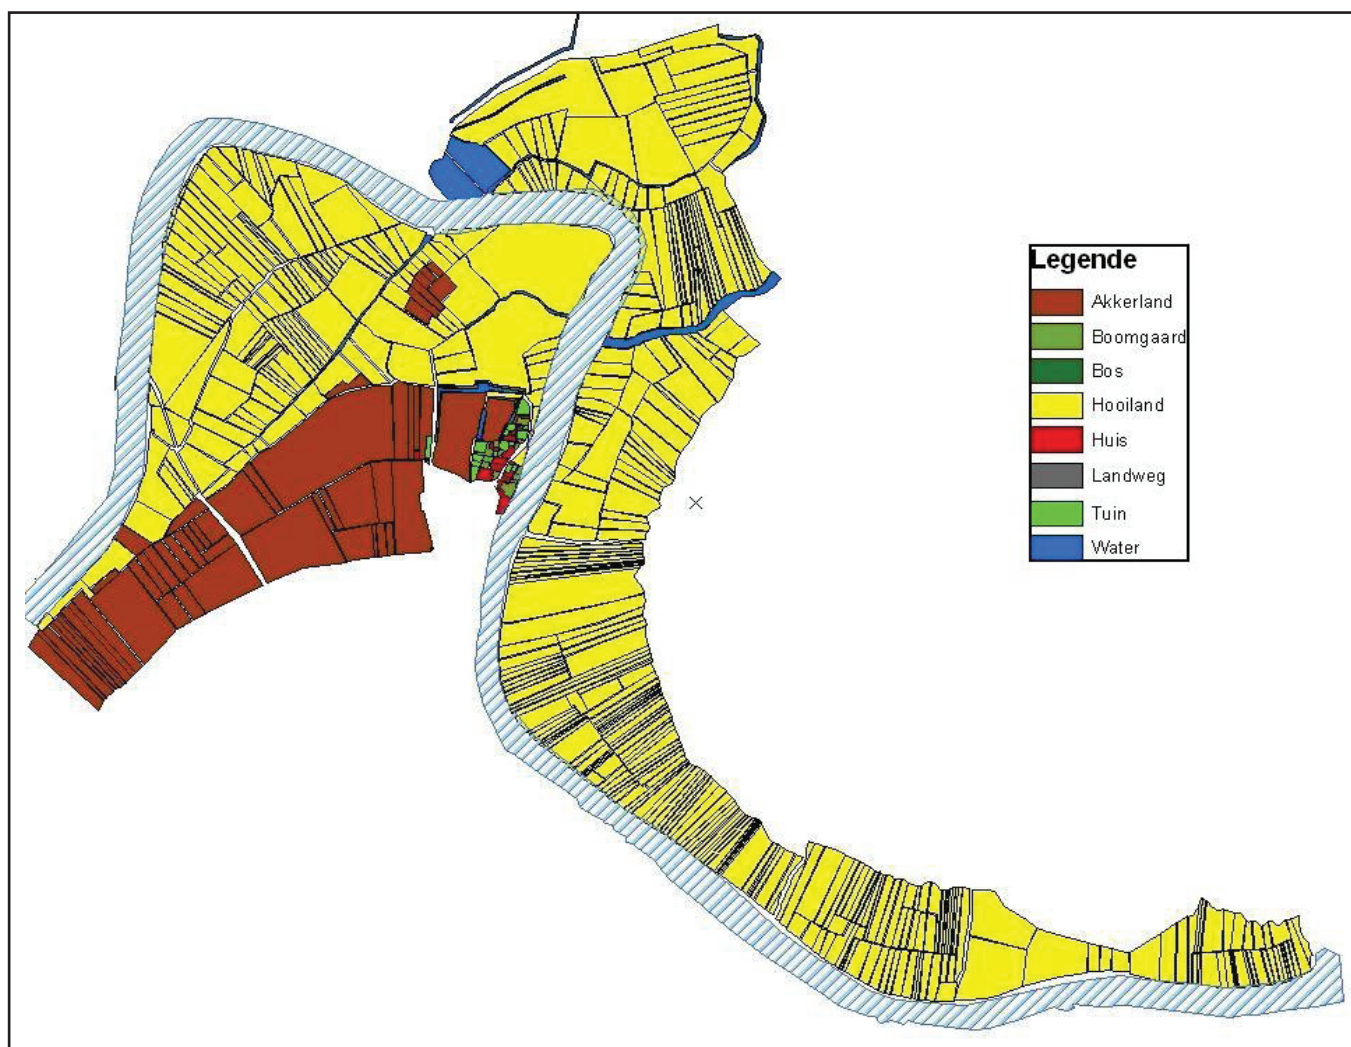 Legende
Akkerland
Boomgaard
Bos
Hooiland
Huis
Landweg
Tuin
Water